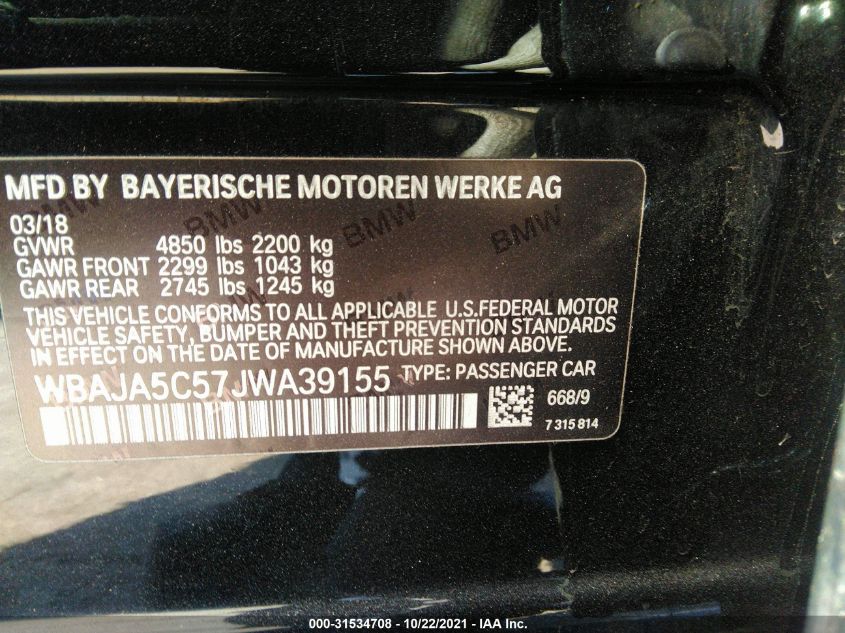 MFD BY BAYERISCHE MOTOREN WERKE AG
03/18
GVWR 4850 lbs 2200 kg
GAWR FRONT 2299 lbs 1043 kg
GAWR REAR 2745 lbs 1245 kg
THIS VEHICLE CONFORMS TO ALL APPLICABLE U.S.FEDERAL MOTOR
VEHICLE SAFETY, BUMPER AND THEFT PREVENTION STANDARDS
IN EFFECT ON THE DATE OF MANUFACTURE SHOWN ABOVE.
WBAJA5C57JWA39155 TYPE: PASSENGER CAR
668/9
7 315 814
BMW
BMW
BMW
000-31534708 - 10/22/2021 - IAA Inc.